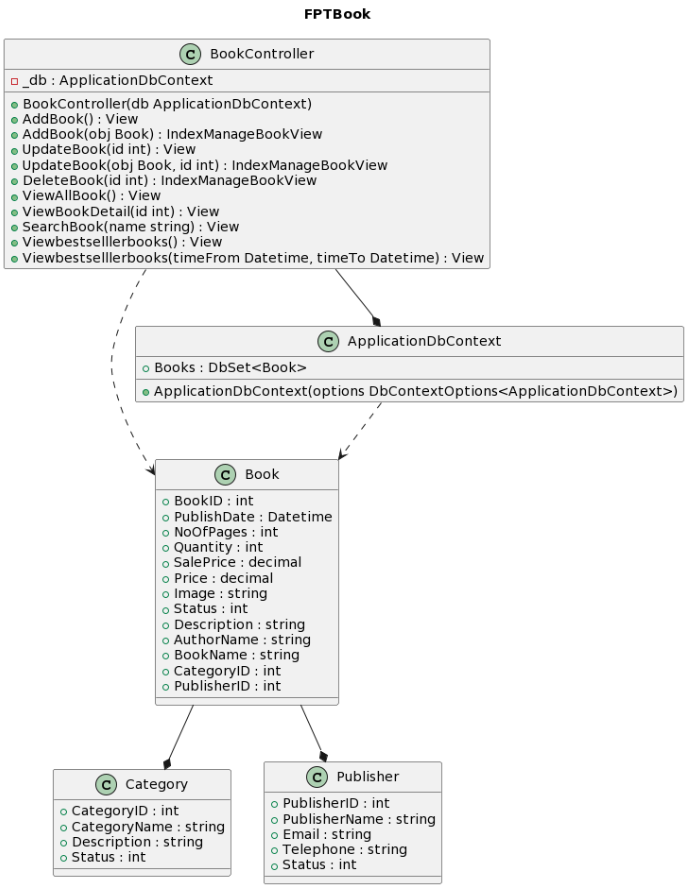 FPTBook
C BookController
_db : ApplicationDbContext
BookController(db ApplicationDbContext)
AddBook() : View
AddBook(obj Book) : IndexManageBookView
UpdateBook(id int) : View
UpdateBook(obj Book, id int) : IndexManageBookView
DeleteBook(id int) : IndexManageBookView
ViewAllBook() : View
ViewBookDetail(id int) : View
SearchBook(name string) : View
Viewbestselllerbooks() : View
Viewbestselllerbooks(timeFrom Datetime, timeTo Datetime) : View
C ApplicationDbContext
Books : DbSet<Book>
ApplicationDbContext(options DbContextOptions<ApplicationDbContext>)
C Book
BookID : int
PublishDate : Datetime
NoOfPages : int
Quantity : int
SalePrice : decimal
Price : decimal
Image : string
Status : int
Description : string
AuthorName : string
BookName : string
CategoryID : int
PublisherID : int
C Category
CategoryID : int
CategoryName : string
Description : string
Status : int
C Publisher
PublisherID : int
PublisherName : string
Email : string
Telephone : string
Status : int